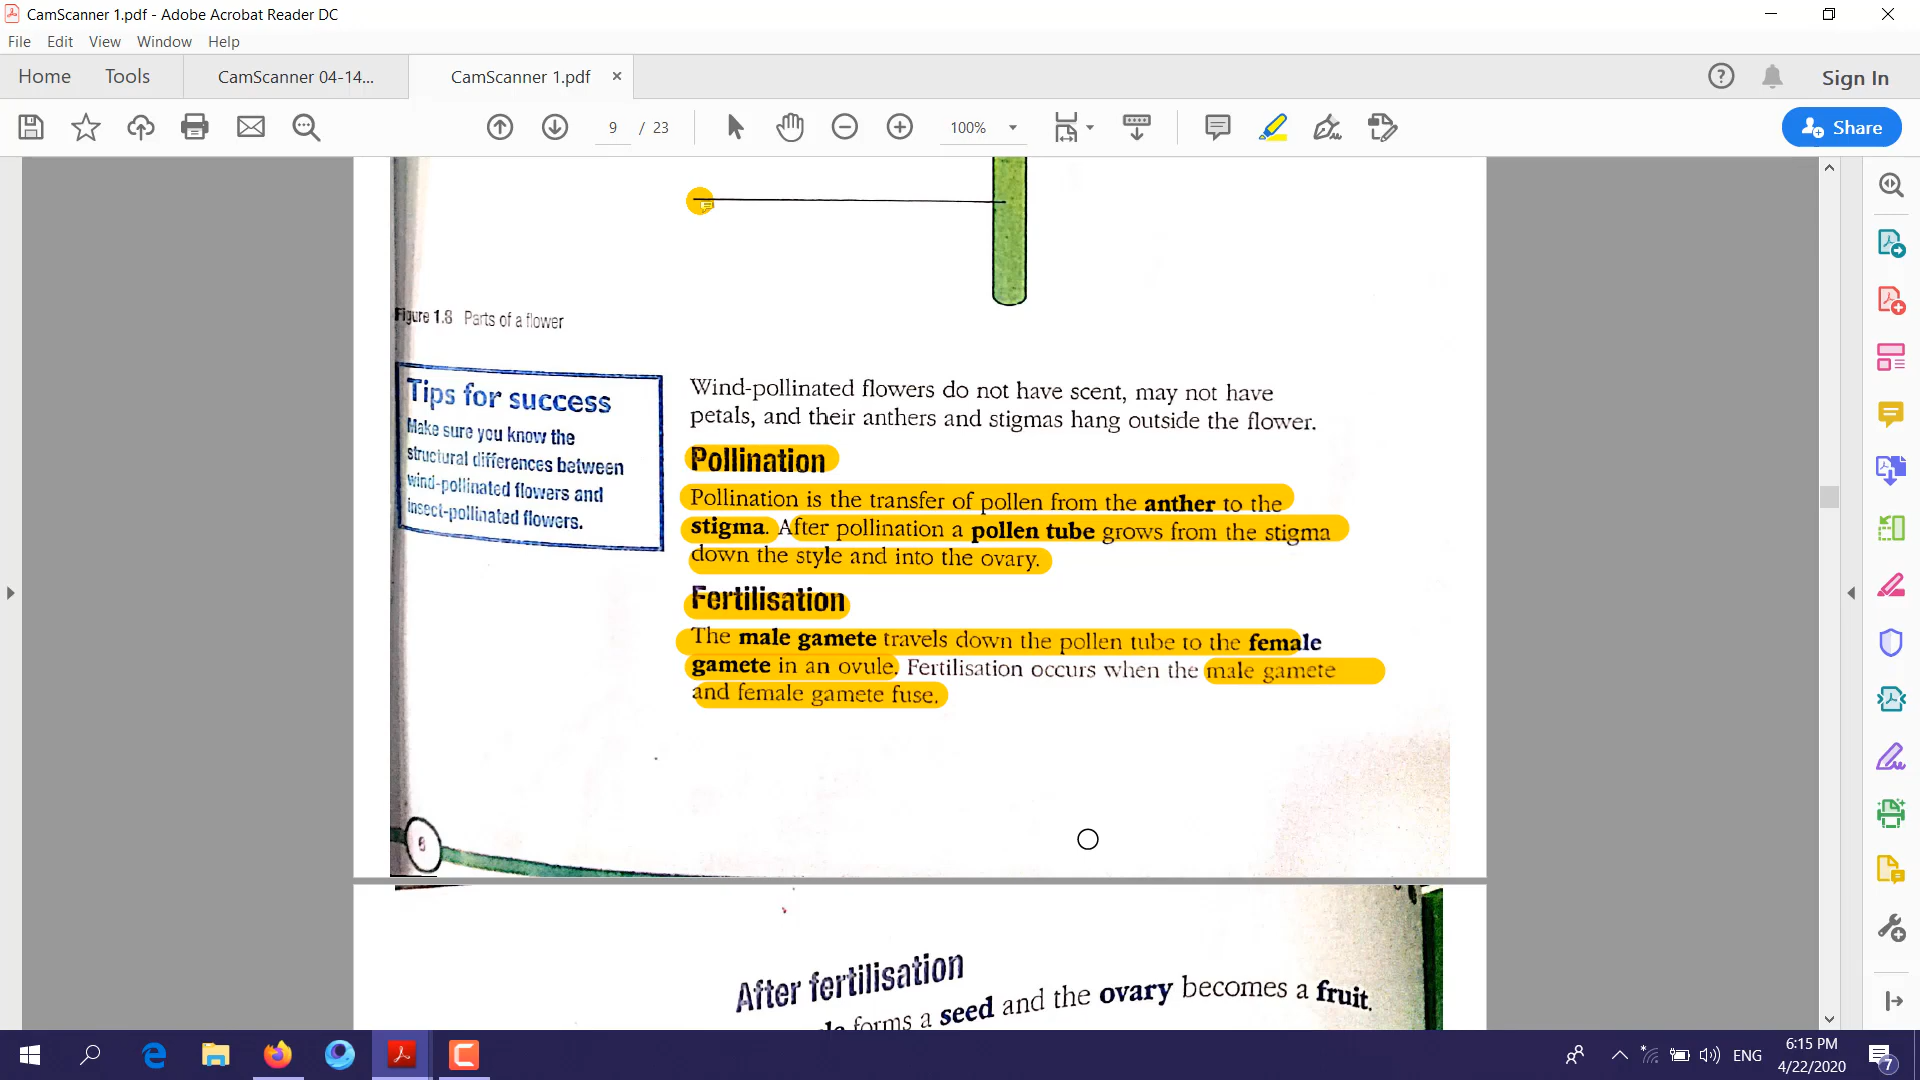 CamScanner 1.pdf - Adobe Acrobat Reader DC
File Edit View Window Help
Home Tools CamScanner 04-14... CamScanner 1.pdf × Sign In
9 / 23 100% Share
Figure 1.8 Parts of a flower
Tips for success
Make sure you know the
structural differences between
wind-pollinated flowers and
insect-pollinated flowers.
Wind-pollinated flowers do not have scent, may not have
petals, and their anthers and stigmas hang outside the flower.
Pollination
Pollination is the transfer of pollen from the anther to the
stigma. After pollination a pollen tube grows from the stigma
down the style and into the ovary.
Fertilisation
The male gamete travels down the pollen tube to the female
gamete in an ovule. Fertilisation occurs when the male gamete
and female gamete fuse.
6
After fertilisation
forms a seed and the ovary becomes a fruit.
ENG
6:15 PM
4/22/2020
7